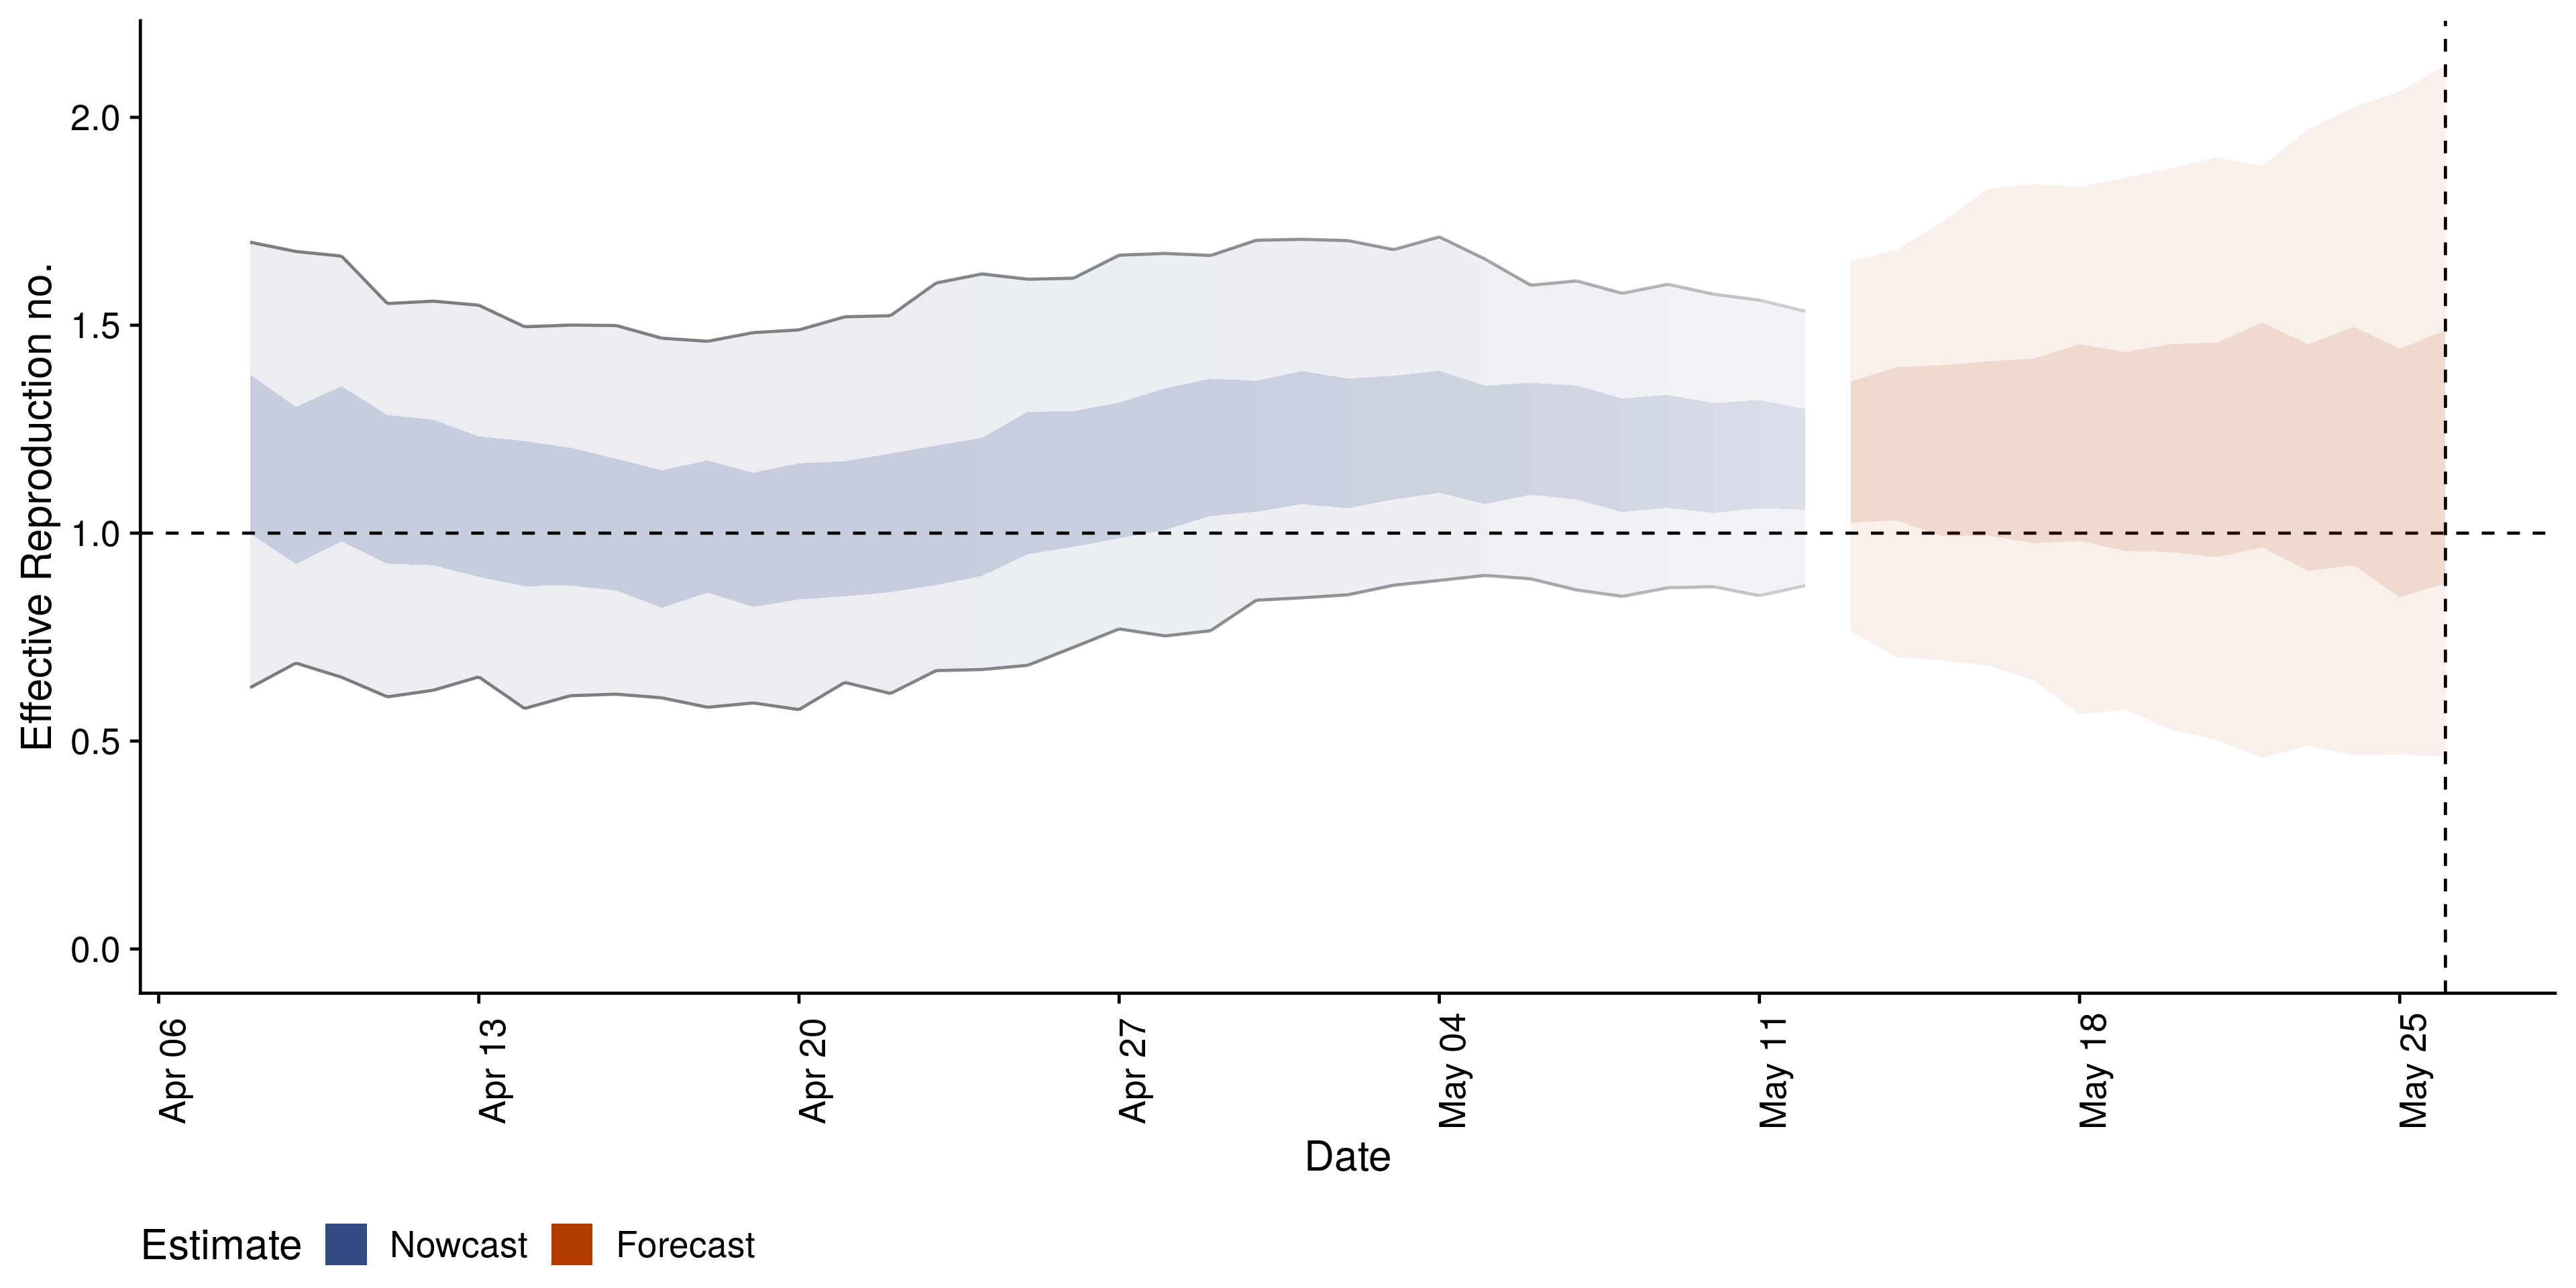 Effective Reproduction no.
2.0
1.5
1.0
0.5
0.0
Apr 06
Apr 13
Apr 20
Apr 27
May 04
May 11
May 18
May 25
Date
Estimate Nowcast Forecast